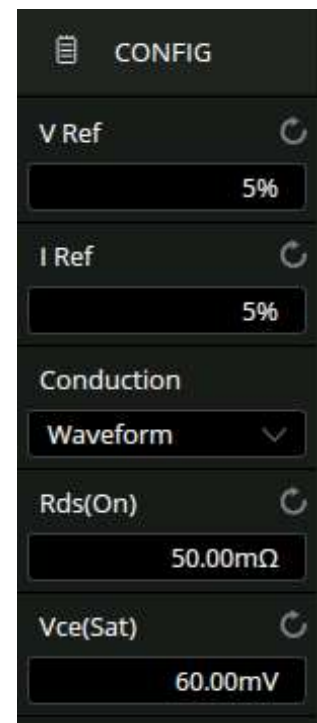 CONFIG
V Ref
5%
I Ref
5%
Conduction
Waveform
Rds(On)
50.00mΩ
Vce(Sat)
60.00mV